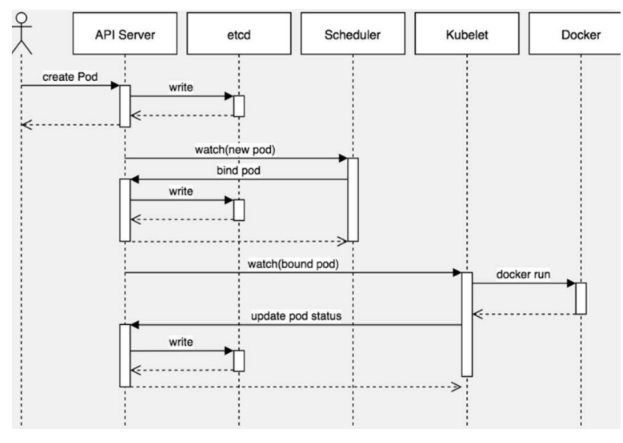 API Server
etcd
Scheduler
Kubelet
Docker
create Pod
write
watch(new pod)
bind pod
write
watch(bound pod)
docker run
update pod status
write